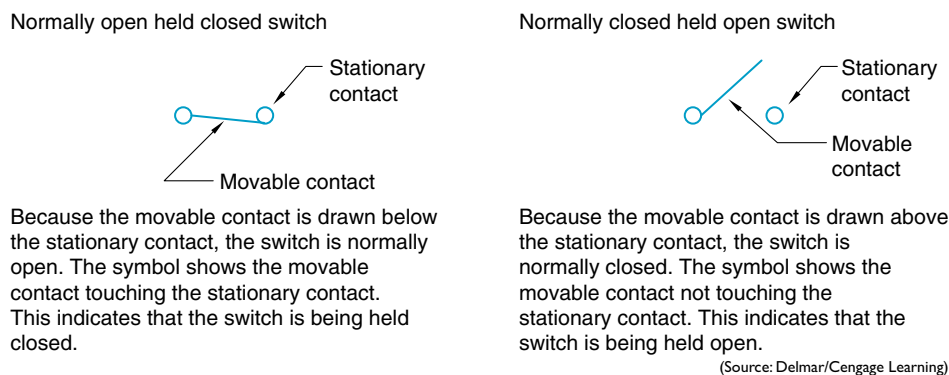 Normally open held closed switch
Stationary
contact
Movable contact
Because the movable contact is drawn below
the stationary contact, the switch is normally
open. The symbol shows the movable
contact touching the stationary contact.
This indicates that the switch is being held
closed.
Normally closed held open switch
Stationary
contact
Movable
contact
Because the movable contact is drawn above
the stationary contact, the switch is
normally closed. The symbol shows the
movable contact not touching the
stationary contact. This indicates that the
switch is being held open.
(Source: Delmar/Cengage Learning)